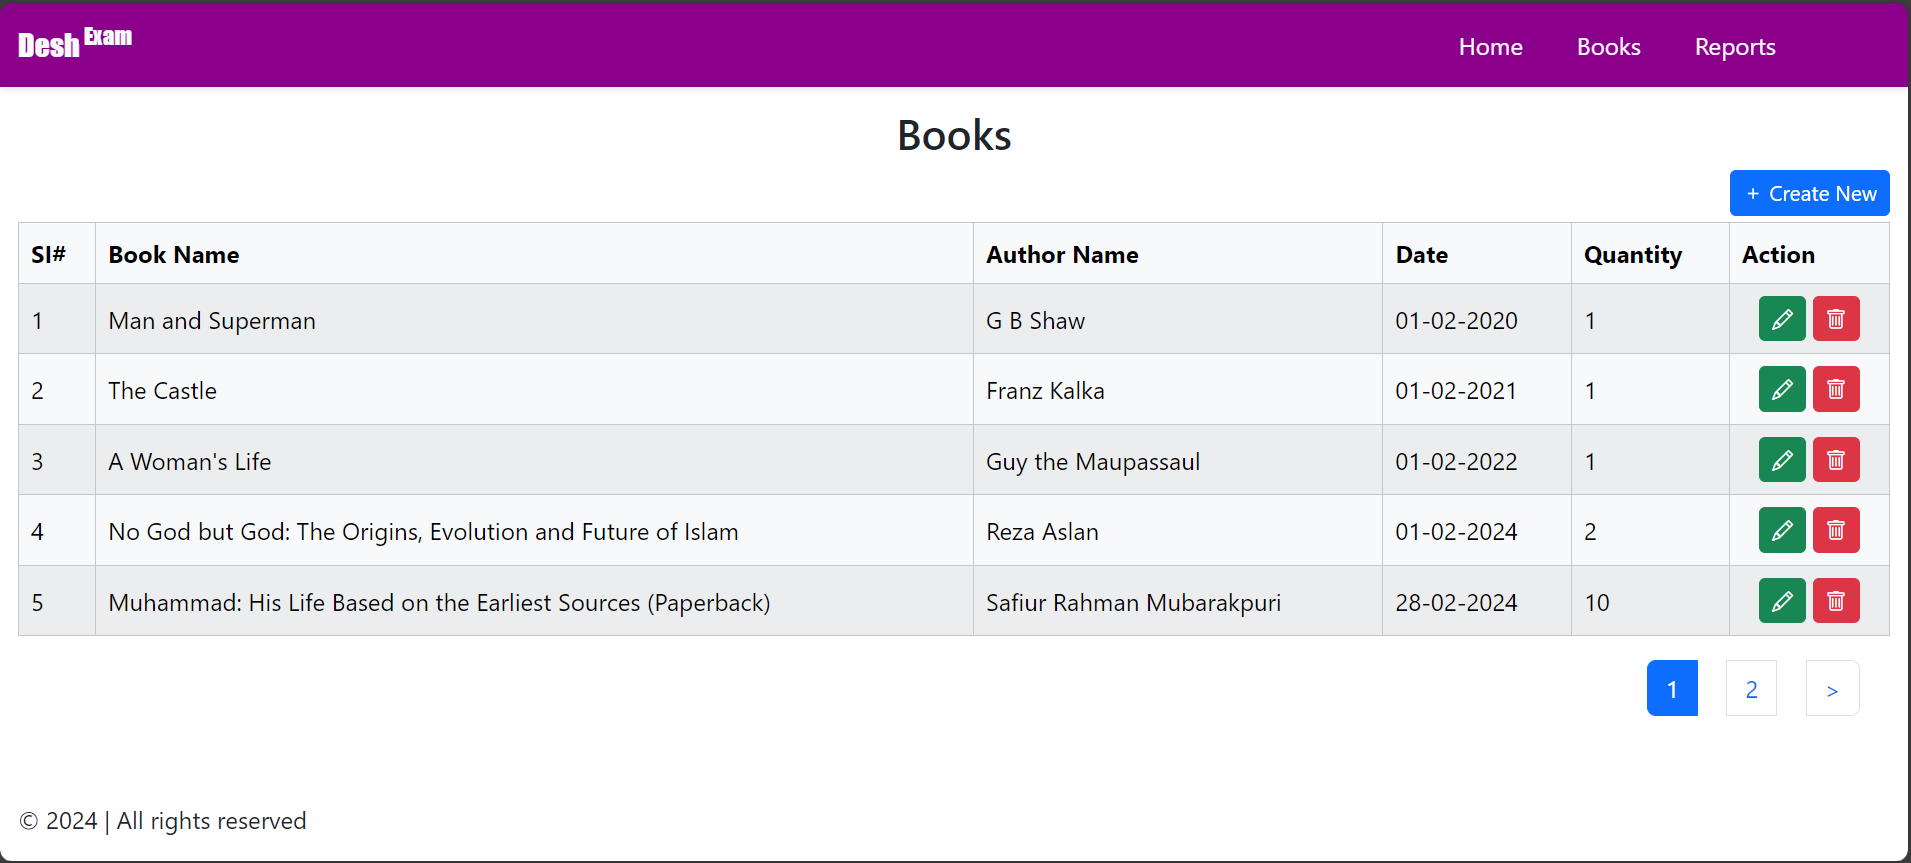 Desh Exam
Home Books Reports
Books
+ Create New
SI# Book Name Author Name Date Quantity Action
1 Man and Superman G B Shaw 01-02-2020 1
2 The Castle Franz Kalka 01-02-2021 1
3 A Woman's Life Guy the Maupassaul 01-02-2022 1
4 No God but God: The Origins, Evolution and Future of Islam Reza Aslan 01-02-2024 2
5 Muhammad: His Life Based on the Earliest Sources (Paperback) Safiur Rahman Mubarakpuri 28-02-2024 10
1 2 >
© 2024 | All rights reserved